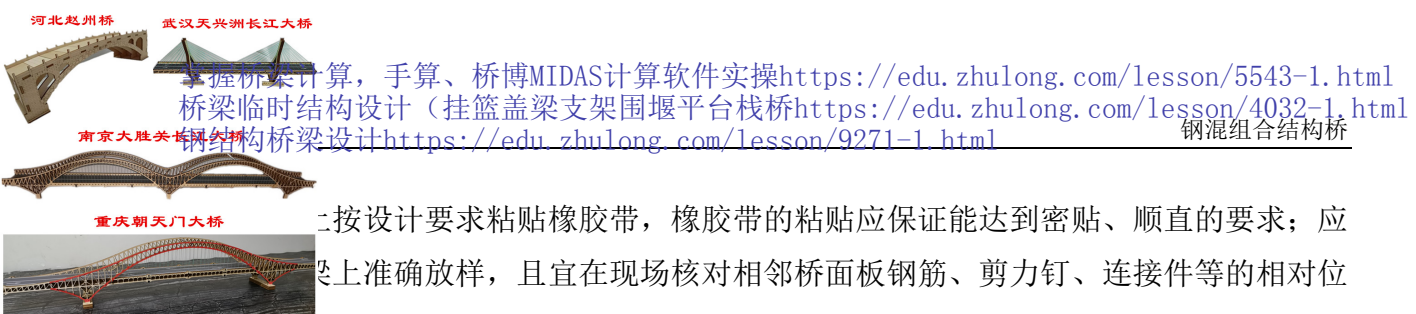 河北赵州桥
武汉天兴洲长江大桥
掌握桥梁计算，手算、桥博MIDAS计算软件实操https://edu.zhulong.com/lesson/5543-1.html
桥梁临时结构设计（挂篮盖梁支架围堰平台栈桥https://edu.zhulong.com/lesson/4032-1.html
南京大胜关长江大桥
钢结构桥梁设计https://edu.zhulong.com/lesson/9271-1.html
钢混组合结构桥
重庆朝天门大桥
上按设计要求粘贴橡胶带，橡胶带的粘贴应保证能达到密贴、顺直的要求；应
梁上准确放样，且宜在现场核对相邻桥面板钢筋、剪力钉、连接件等的相对位